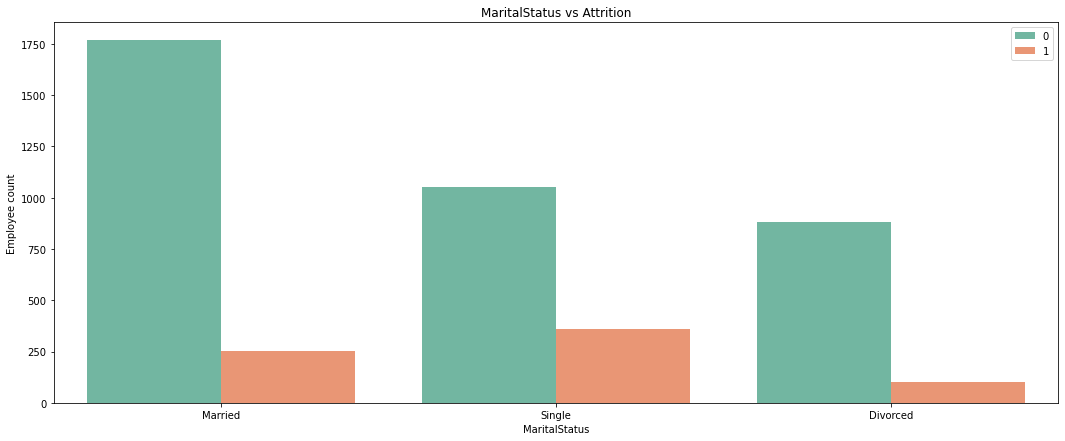 MaritalStatus vs Attrition
0
1
1750
1500
1250
1000
750
500
250
0
Employee count
Married Single Divorced
MaritalStatus